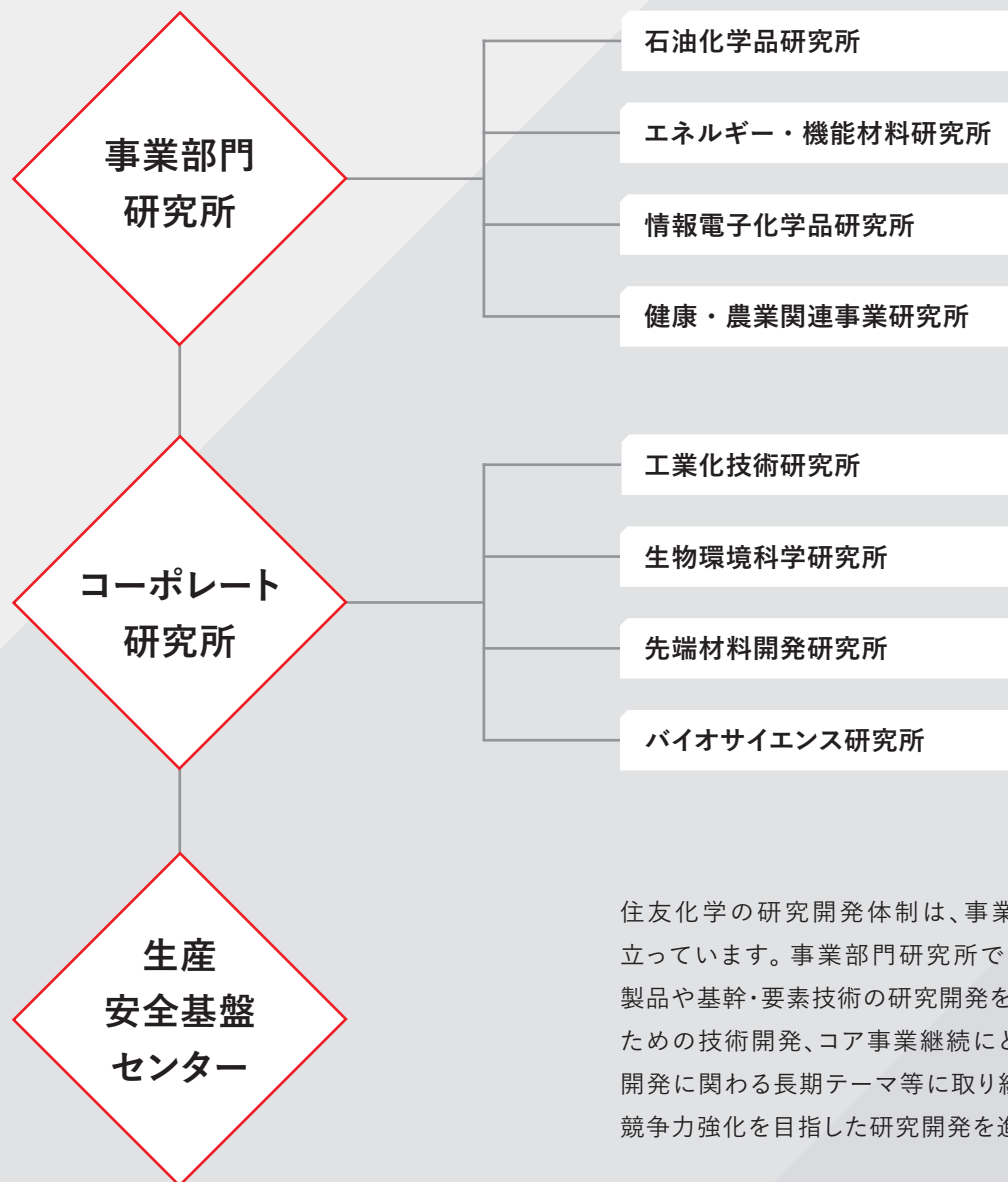 事業部門
研究所
石油化学品研究所
エネルギー・機能材料研究所
情報電子化学品研究所
健康・農業関連事業研究所
コーポレート
研究所
工業化技術研究所
生物環境科学研究所
先端材料開発研究所
バイオサイエンス研究所
生産
安全基盤
センター
住友化学の研究開発体制は、事業
立っています。事業部門研究所で
製品や基幹・要素技術の研究開発を
ための技術開発、コア事業継続に
開発に関わる長期テーマ等に取り
競争力強化を目指した研究開発を